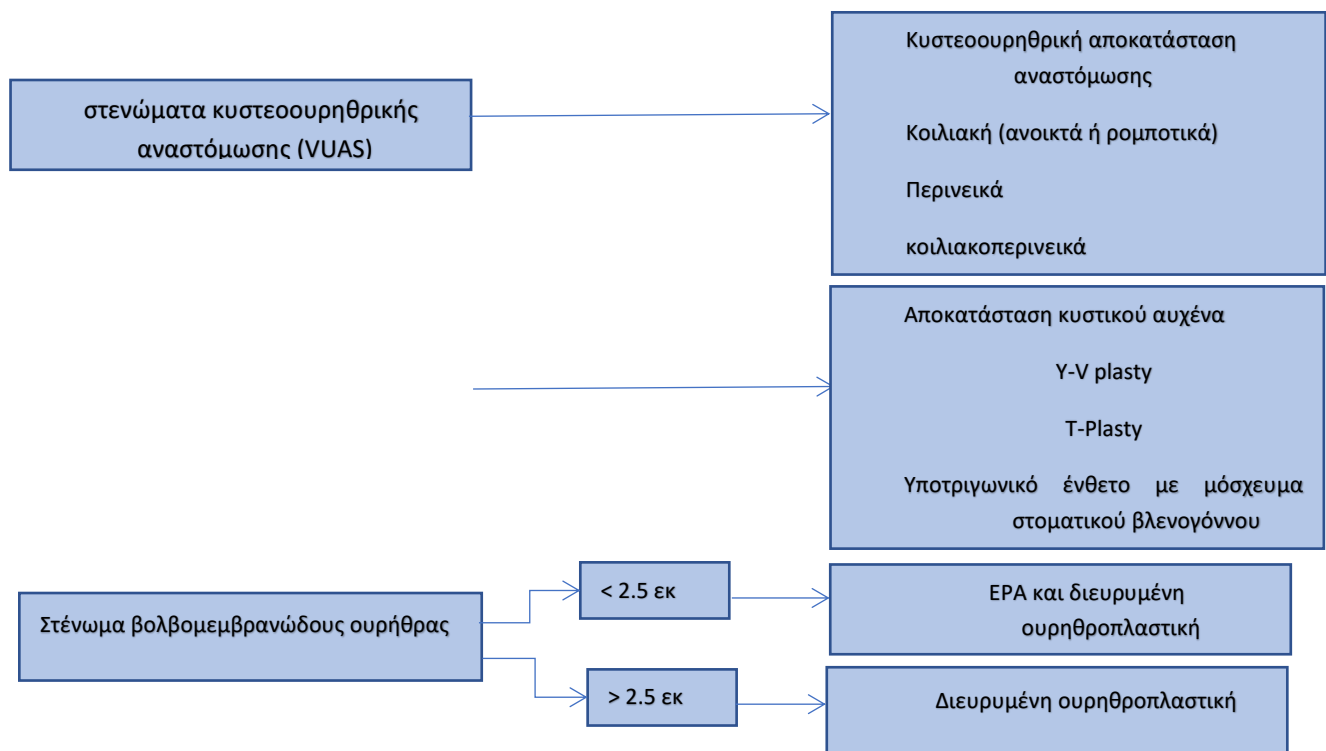 στενώματα κυστεοουρηθρικής
αναστόμωσης (VUAS)
Κυστεοουρηθρική αποκατάσταση
αναστόμωσης
Κοιλιακή (ανοικτά ή ρομποτικά)
Περινεικά
κοιλιακοπερινεικά
Αποκατάσταση κυστικού αυχένα
Y-V plasty
T-Plasty
Υποτριγωνικό ένθετο με μόσχευμα
στοματικού βλενογόννου
Στένωμα βολβομεμβρανώδους ουρήθρας
< 2.5 εκ
EPA και διευρυμένη
ουρηθροπλαστική
> 2.5 εκ
Διευρυμένη ουρηθροπλαστική